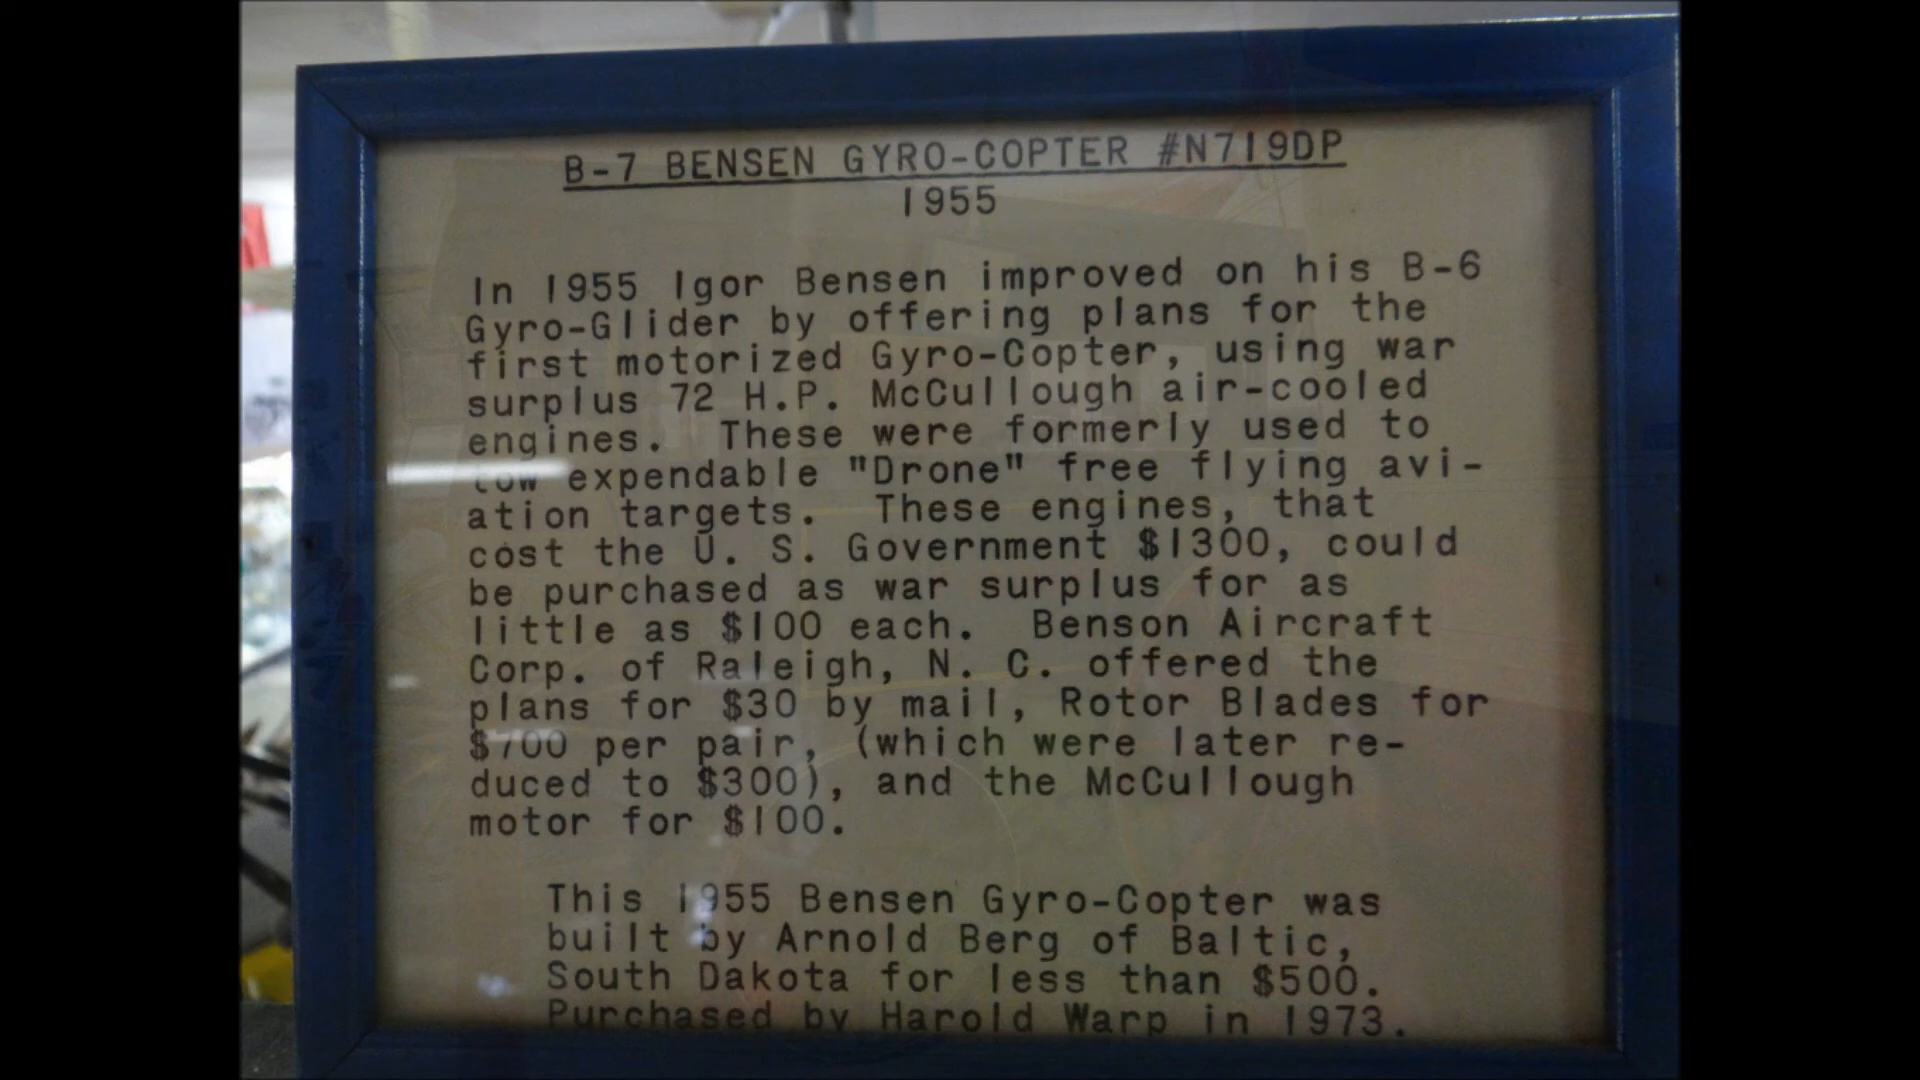 B-7 BENSEN GYRO-COPTER #N719DP
1955
In 1955 Igor Bensen improved on his B-6
Gyro-Glider by offering plans for the
first motorized Gyro-Copter, using war
surplus 72 H.P. McCullough air-cooled
engines. These were formerly used to
tow expendable "Drone" free flying avi-
ation targets. These engines, that
cost the U. S. Government $1300, could
be purchased as war surplus for as
little as $100 each. Benson Aircraft
Corp. of Raleigh, N. C. offered the
plans for $30 by mail, Rotor Blades for
$700 per pair, (which were later re-
duced to $300), and the McCullough
motor for $100.
This 1955 Bensen Gyro-Copter was
built by Arnold Berg of Baltic,
South Dakota for less than $500.
Purchased by Harold Warp in 1973.